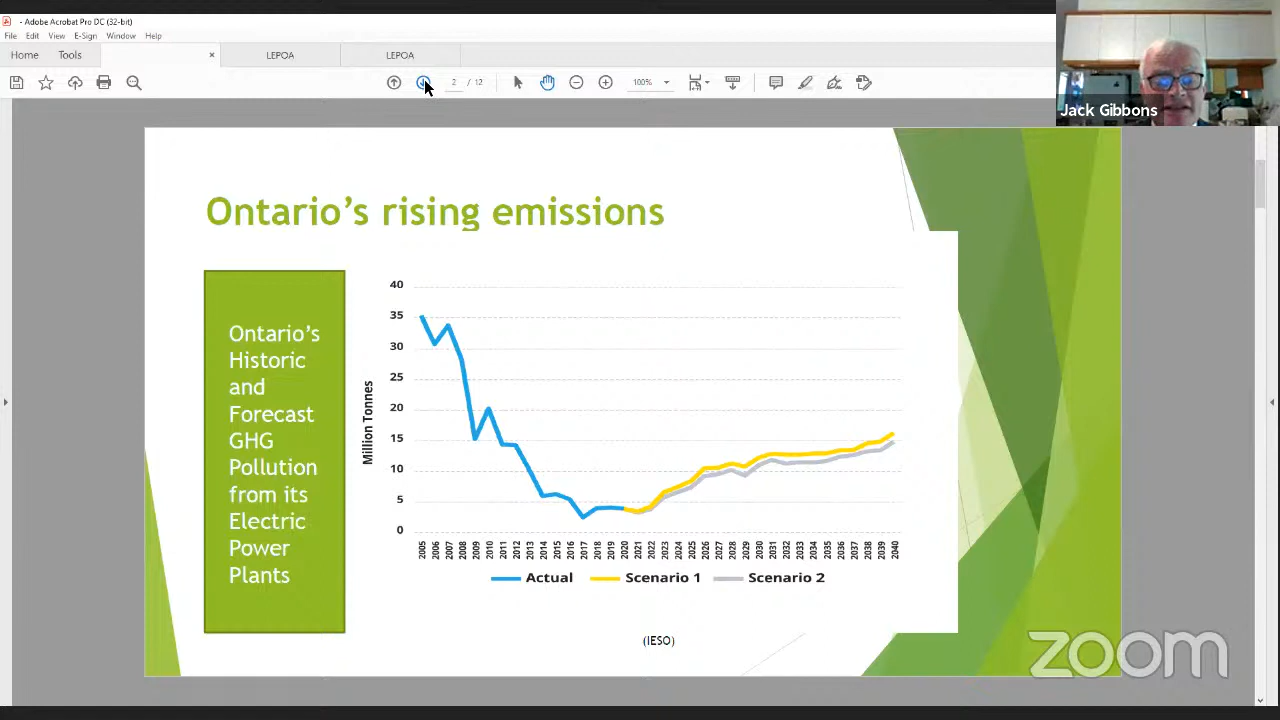 - Adobe Acrobat Pro DC (32-bit)
File Edit View E-Sign Window Help
Home Tools × LEPOA LEPOA
2 / 12 100%
Jack Gibbons
Ontario's rising emissions
Ontario's
Historic
and
Forecast
GHG
Pollution
from its
Electric
Power
Plants
Million Tonnes
40
35
30
25
20
15
10
5
0
2005 2006 2007 2008 2009 2010 2011 2012 2013 2014 2015 2016 2017 2018 2019 2020 2021 2022 2023 2024 2025 2026 2027 2028 2029 2030 2031 2032 2033 2034 2035 2036 2037 2038 2039 2040
Actual Scenario 1 Scenario 2
(IESO)
zoom